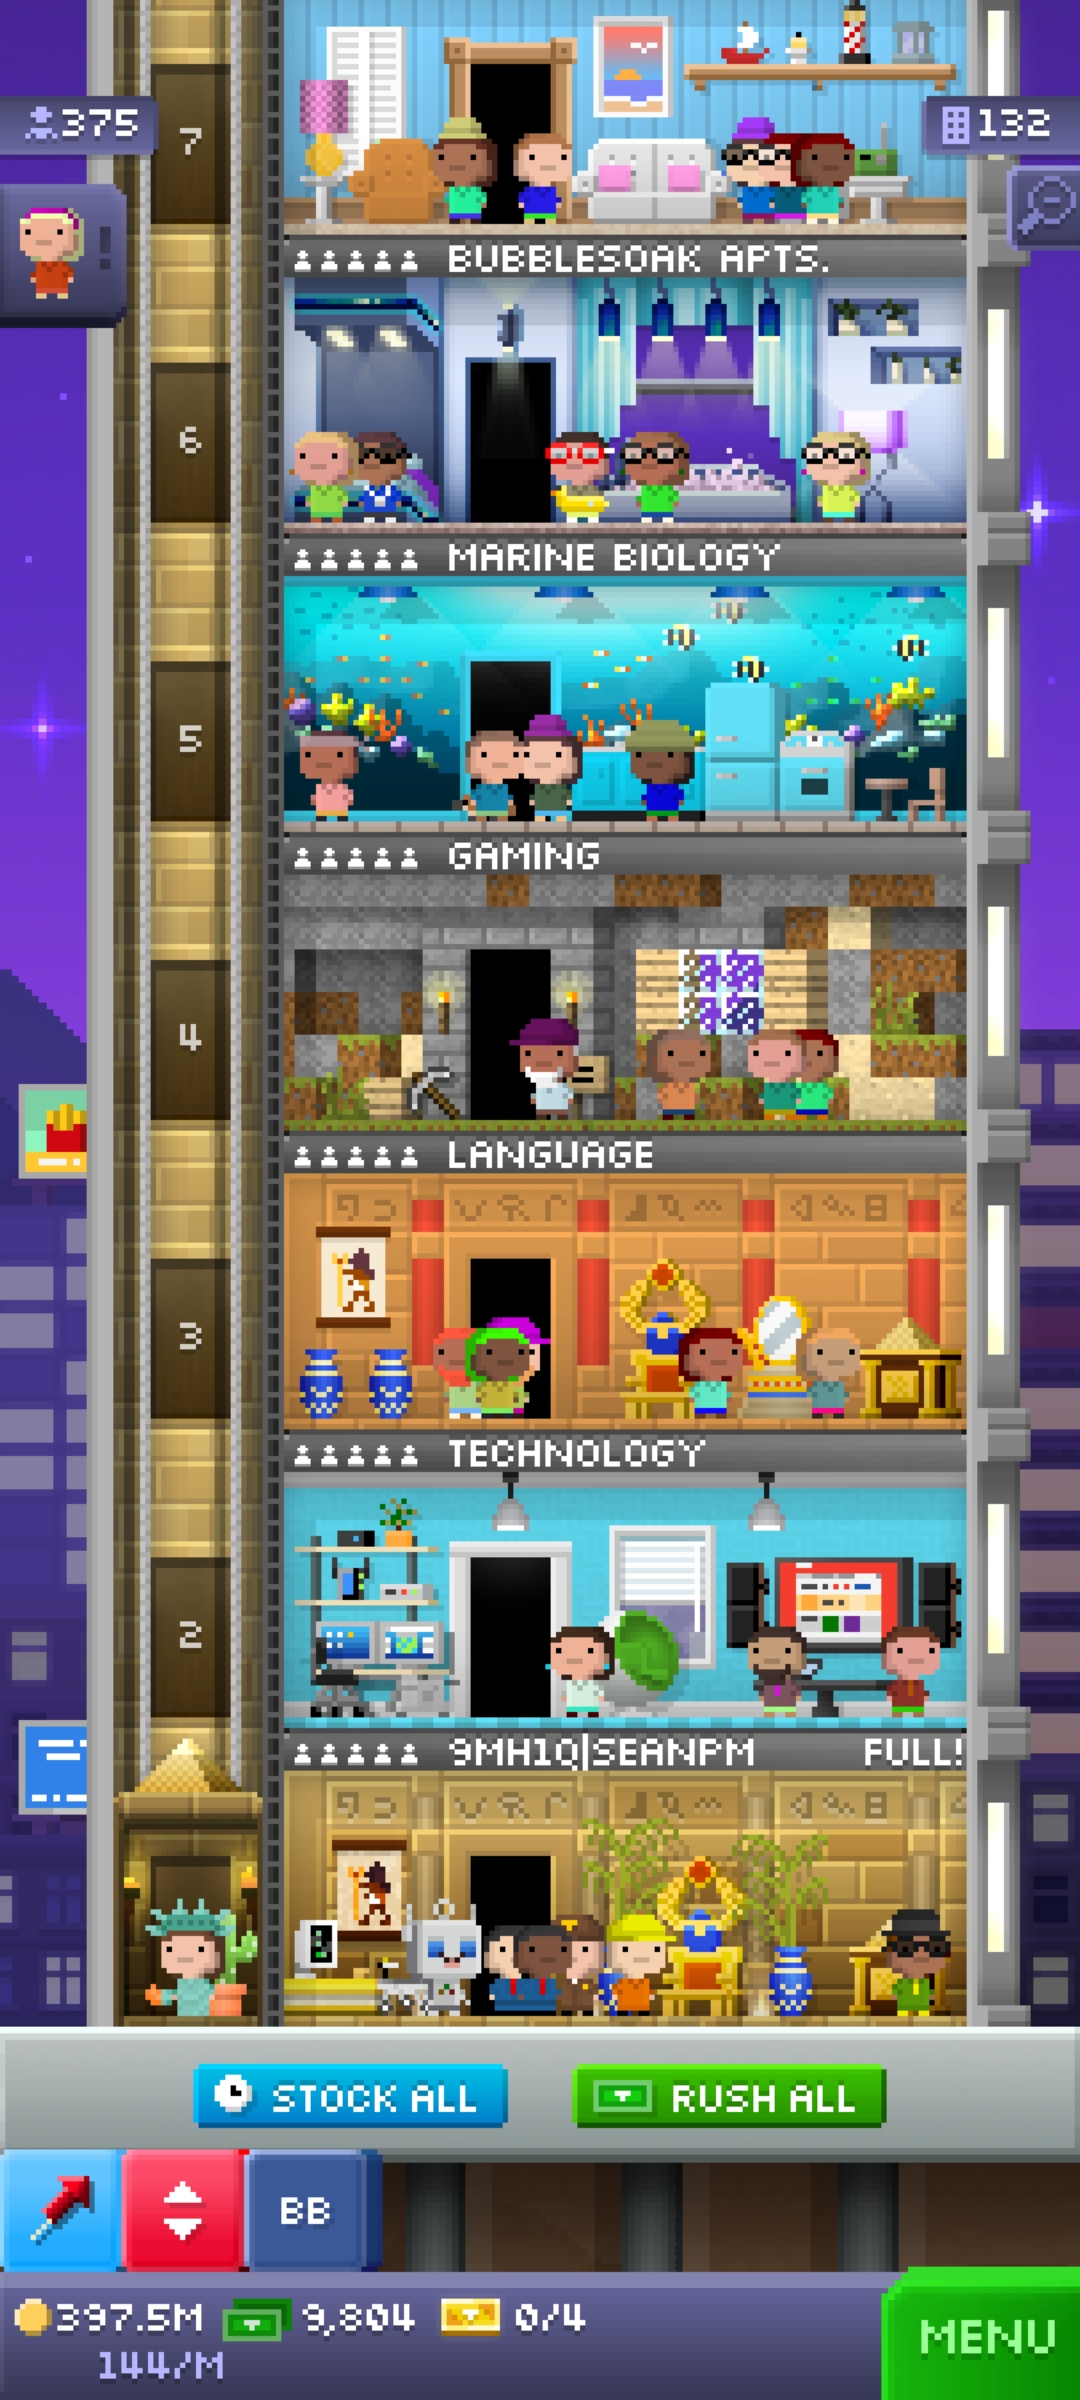 7
375
132
!
BUBBLESOAK APTS.
6
MARINE BIOLOGY
5
GAMING
4
LANGUAGE
3
TECHNOLOGY
2
9MH1Q|SEANPM FULL!
STOCK ALL
RUSH ALL
BB
397.5M 9,804 0/4
144/M
MENU